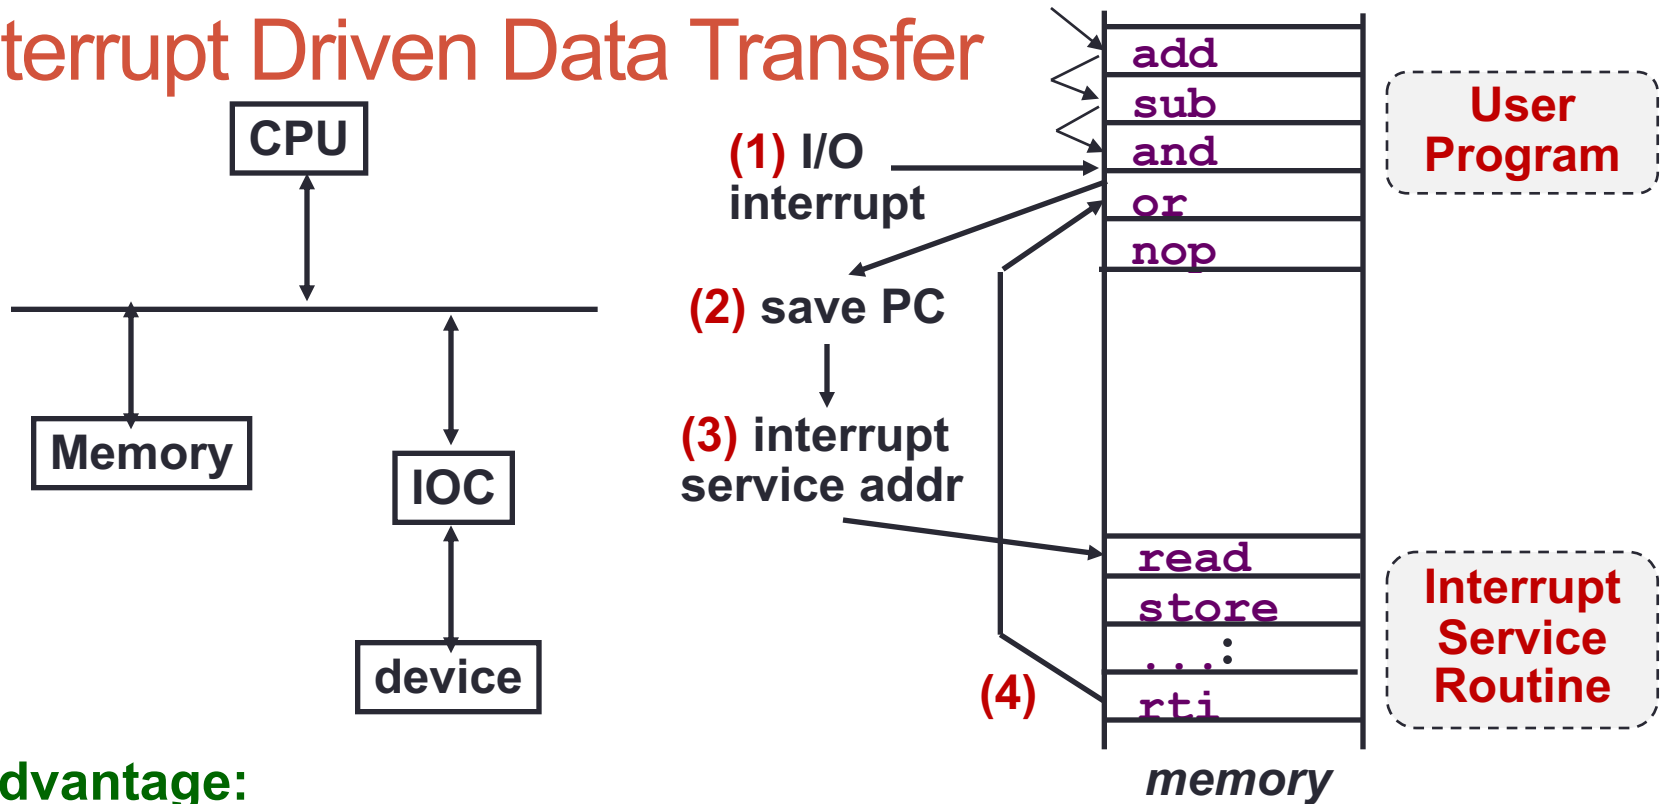 terrupt Driven Data Transfer
CPU
Memory
IOC
device
(1) I/O
interrupt
(2) save PC
(3) interrupt
service addr
(4)
add
sub
and
or
nop
read
store
...:
rti
memory
User
Program
Interrupt
Service
Routine
dvantage: